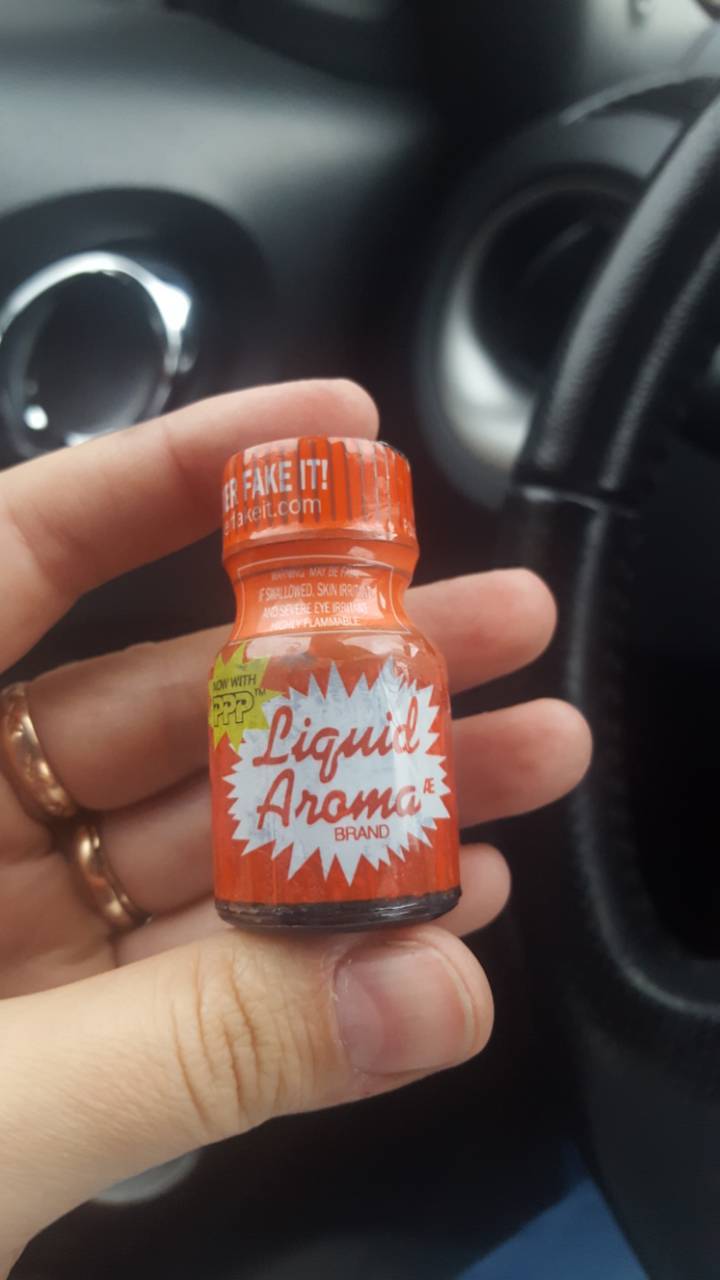 ER FAKE IT!
fakeit.com
WARNING MAY BE FATAL
IF SWALLOWED, SKIN IRRITANT
AND SEVERE EYE IRRITANT
HIGHLY FLAMMABLE
NOW WITH
PPP™
Liquid
Aroma Æ
BRAND